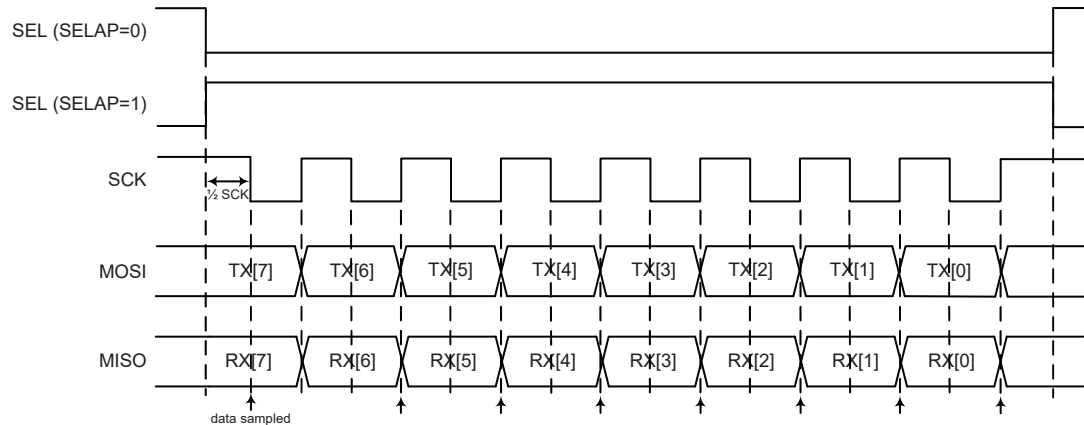 SEL (SELAP=0)
SEL (SELAP=1)
SCK
½ SCK
MOSI TX[7] TX[6] TX[5] TX[4] TX[3] TX[2] TX[1] TX[0]
MISO RX[7] RX[6] RX[5] RX[4] RX[3] RX[2] RX[1] RX[0]
data sampled